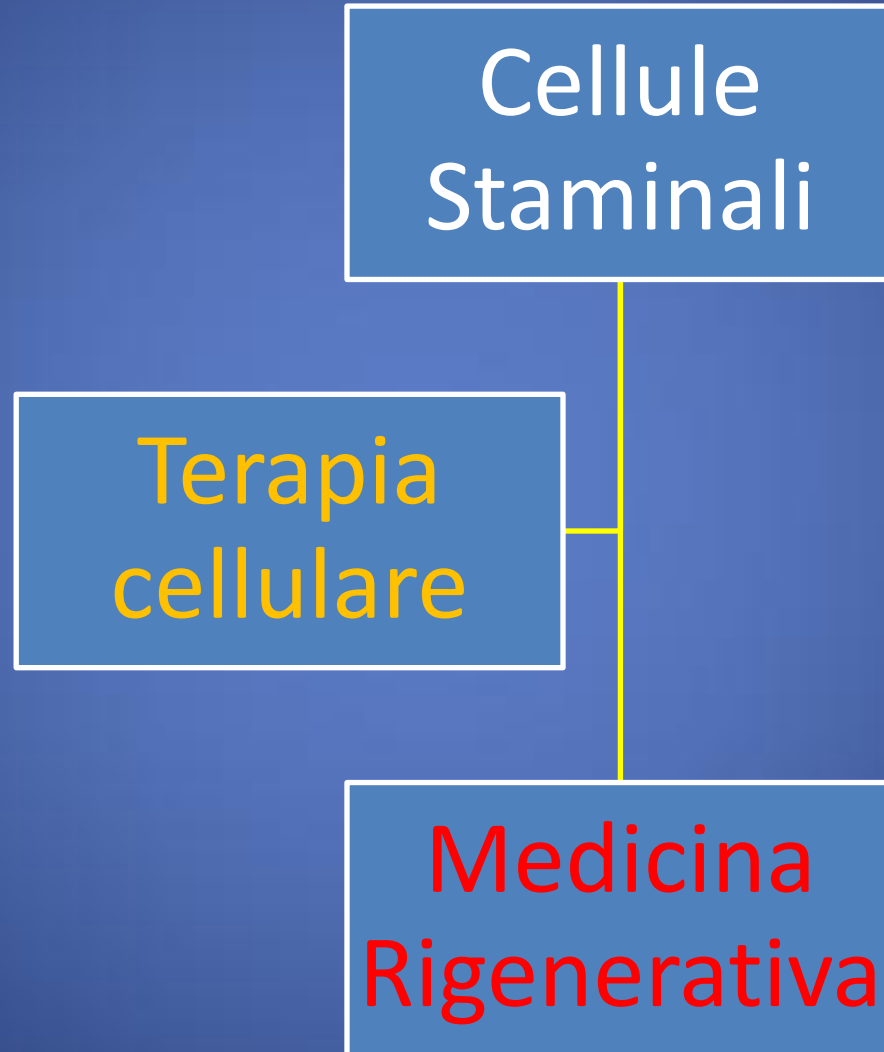 Cellule
Staminali
Terapia
cellulare
Medicina
Rigenerativa